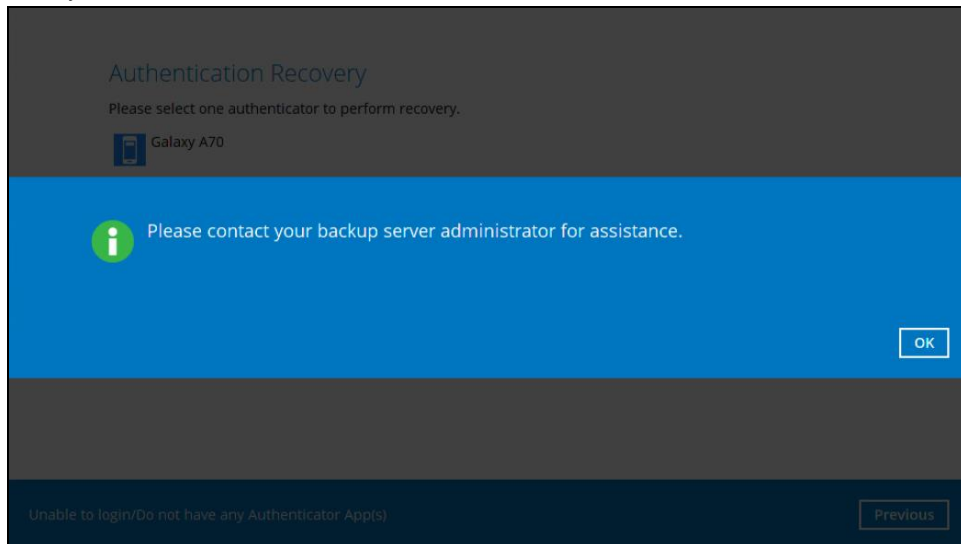 Authentication Recovery
Please select one authenticator to perform recovery.
Galaxy A70
Please contact your backup server administrator for assistance.
OK
Unable to login/Do not have any Authenticator App(s)
Previous